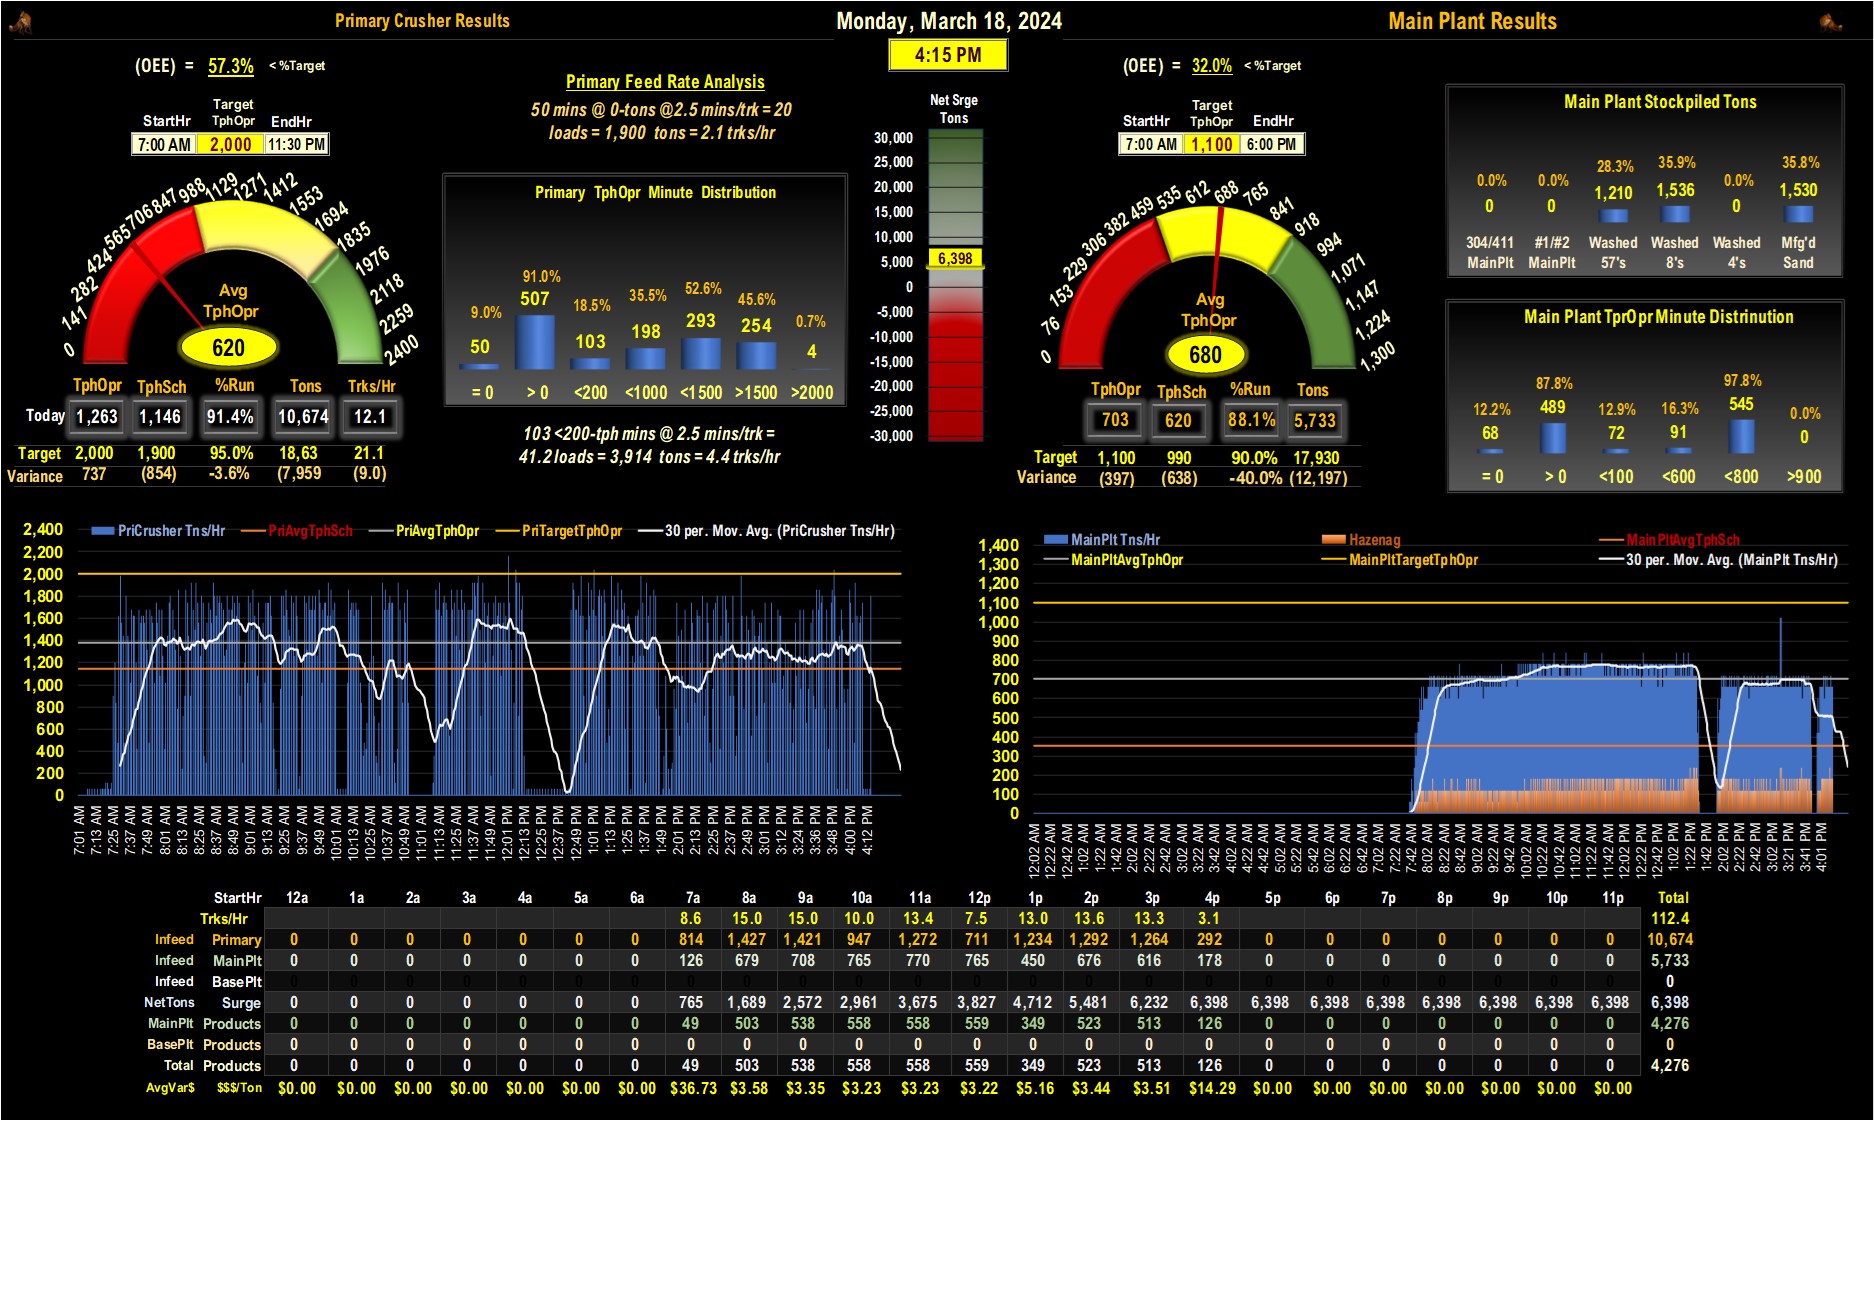 Primary Crusher Results
Monday, March 18, 2024
Main Plant Results
4:15 PM
(OEE) = 57.3% < %Target
StartHr Target TphOpr EndHr
7:00 AM 2,000 11:30 PM
0 141 282 424 565 706 847 988 1129 1271 1412 1553 1694 1835 1976 2118 2259 2400
Avg
TphOpr
620
TphOpr TphSch %Run Tons Trks/Hr
Today 1,263 1,146 91.4% 10,674 12.1
Target 2,000 1,900 95.0% 18,63 21.1
Variance 737 (854) -3.6% (7,959 (9.0)
Primary Feed Rate Analysis
50 mins @ 0-tons @2.5 mins/trk = 20
loads = 1,900 tons = 2.1 trks/hr
Primary TphOpr Minute Distribution
9.0% 91.0% 18.5% 35.5% 52.6% 45.6% 0.7%
50 507 103 198 293 254 4
= 0 > 0 <200 <1000 <1500 >1500 >2000
103 <200-tph mins @ 2.5 mins/trk =
41.2 loads = 3,914 tons = 4.4 trks/hr
Net Srge
Tons
30,000
25,000
20,000
15,000
10,000
6,398
5,000
0
-5,000
-10,000
-15,000
-20,000
-25,000
-30,000
(OEE) = 32.0% < %Target
StartHr Target TphOpr EndHr
7:00 AM 1,100 6:00 PM
0 76 153 229 306 382 459 535 612 688 765 841 918 994 1,071 1,147 1,224 1,300
Avg
TphOpr
680
TphOpr TphSch %Run Tons
703 620 88.1% 5,733
Target 1,100 990 90.0% 17,930
Variance (397) (638) -40.0% (12,197)
Main Plant Stockpiled Tons
0.0% 0.0% 28.3% 35.9% 0.0% 35.8%
0 0 1,210 1,536 0 1,530
304/411 #1/#2 Washed Washed Washed Mfg'd
MainPlt MainPlt 57's 8's 4's Sand
Main Plant TprOpr Minute Distrinution
12.2% 87.8% 12.9% 16.3% 97.8% 0.0%
68 489 72 91 545 0
= 0 > 0 <100 <600 <800 >900
PriCrusher Tns/Hr PriAvgTphSch PriAvgTphOpr PriTargetTphOpr 30 per. Mov. Avg. (PriCrusher Tns/Hr)
2,400
2,200
2,000
1,800
1,600
1,400
1,200
1,000
800
600
400
200
0
7:01 AM 7:13 AM 7:25 AM 7:37 AM 7:49 AM 8:01 AM 8:13 AM 8:25 AM 8:37 AM 8:49 AM 9:01 AM 9:13 AM 9:25 AM 9:37 AM 9:49 AM 10:01 AM 10:13 AM 10:25 AM 10:37 AM 10:49 AM 11:01 AM 11:13 AM 11:25 AM 11:37 AM 11:49 AM 12:01 PM 12:13 PM 12:25 PM 12:37 PM 12:49 PM 1:01 PM 1:13 PM 1:25 PM 1:37 PM 1:49 PM 2:01 PM 2:13 PM 2:25 PM 2:37 PM 2:49 PM 3:01 PM 3:12 PM 3:24 PM 3:36 PM 3:48 PM 4:00 PM 4:12 PM
MainPlt Tns/Hr Hazenag MainPltAvgTphSch
MainPltAvgTphOpr MainPltTargetTphOpr 30 per. Mov. Avg. (MainPlt Tns/Hr)
1,400
1,300
1,200
1,100
1,000
900
800
700
600
500
400
300
200
100
0
12:02 AM 12:22 AM 12:42 AM 1:02 AM 1:22 AM 1:42 AM 2:02 AM 2:22 AM 2:42 AM 3:02 AM 3:22 AM 3:42 AM 4:02 AM 4:22 AM 4:42 AM 5:02 AM 5:22 AM 5:42 AM 6:02 AM 6:22 AM 6:42 AM 7:02 AM 7:22 AM 7:42 AM 8:02 AM 8:22 AM 8:42 AM 9:02 AM 9:22 AM 9:42 AM 10:02 AM 10:22 AM 10:42 AM 11:02 AM 11:22 AM 11:42 AM 12:02 PM 12:22 PM 12:42 PM 1:02 PM 1:22 PM 1:42 PM 2:02 PM 2:22 PM 2:42 PM 3:02 PM 3:21 PM 3:41 PM 4:01 PM
StartHr 12a 1a 2a 3a 4a 5a 6a 7a 8a 9a 10a 11a 12p 1p 2p 3p 4p 5p 6p 7p 8p 9p 10p 11p Total
Trks/Hr 8.6 15.0 15.0 10.0 13.4 7.5 13.0 13.6 13.3 3.1 112.4
Infeed Primary 0 0 0 0 0 0 0 814 1,427 1,421 947 1,272 711 1,234 1,292 1,264 292 0 0 0 0 0 0 0 10,674
Infeed MainPlt 0 0 0 0 0 0 0 126 679 708 765 770 765 450 676 616 178 0 0 0 0 0 0 0 5,733
Infeed BasePlt 0 0 0 0 0 0 0 0 0 0 0 0 0 0 0 0 0 0 0 0 0 0 0 0 0
NetTons Surge 0 0 0 0 0 0 0 765 1,689 2,572 2,961 3,675 3,827 4,712 5,481 6,232 6,398 6,398 6,398 6,398 6,398 6,398 6,398 6,398 6,398
MainPlt Products 0 0 0 0 0 0 0 49 503 538 558 558 559 349 523 513 126 0 0 0 0 0 0 0 4,276
BasePlt Products 0 0 0 0 0 0 0 0 0 0 0 0 0 0 0 0 0 0 0 0 0 0 0 0 0
Total Products 0 0 0 0 0 0 0 49 503 538 558 558 559 349 523 513 126 0 0 0 0 0 0 0 4,276
AvgVar$ $$$/Ton $0.00 $0.00 $0.00 $0.00 $0.00 $0.00 $0.00 $36.73 $3.58 $3.35 $3.23 $3.23 $3.22 $5.16 $3.44 $3.51 $14.29 $0.00 $0.00 $0.00 $0.00 $0.00 $0.00 $0.00